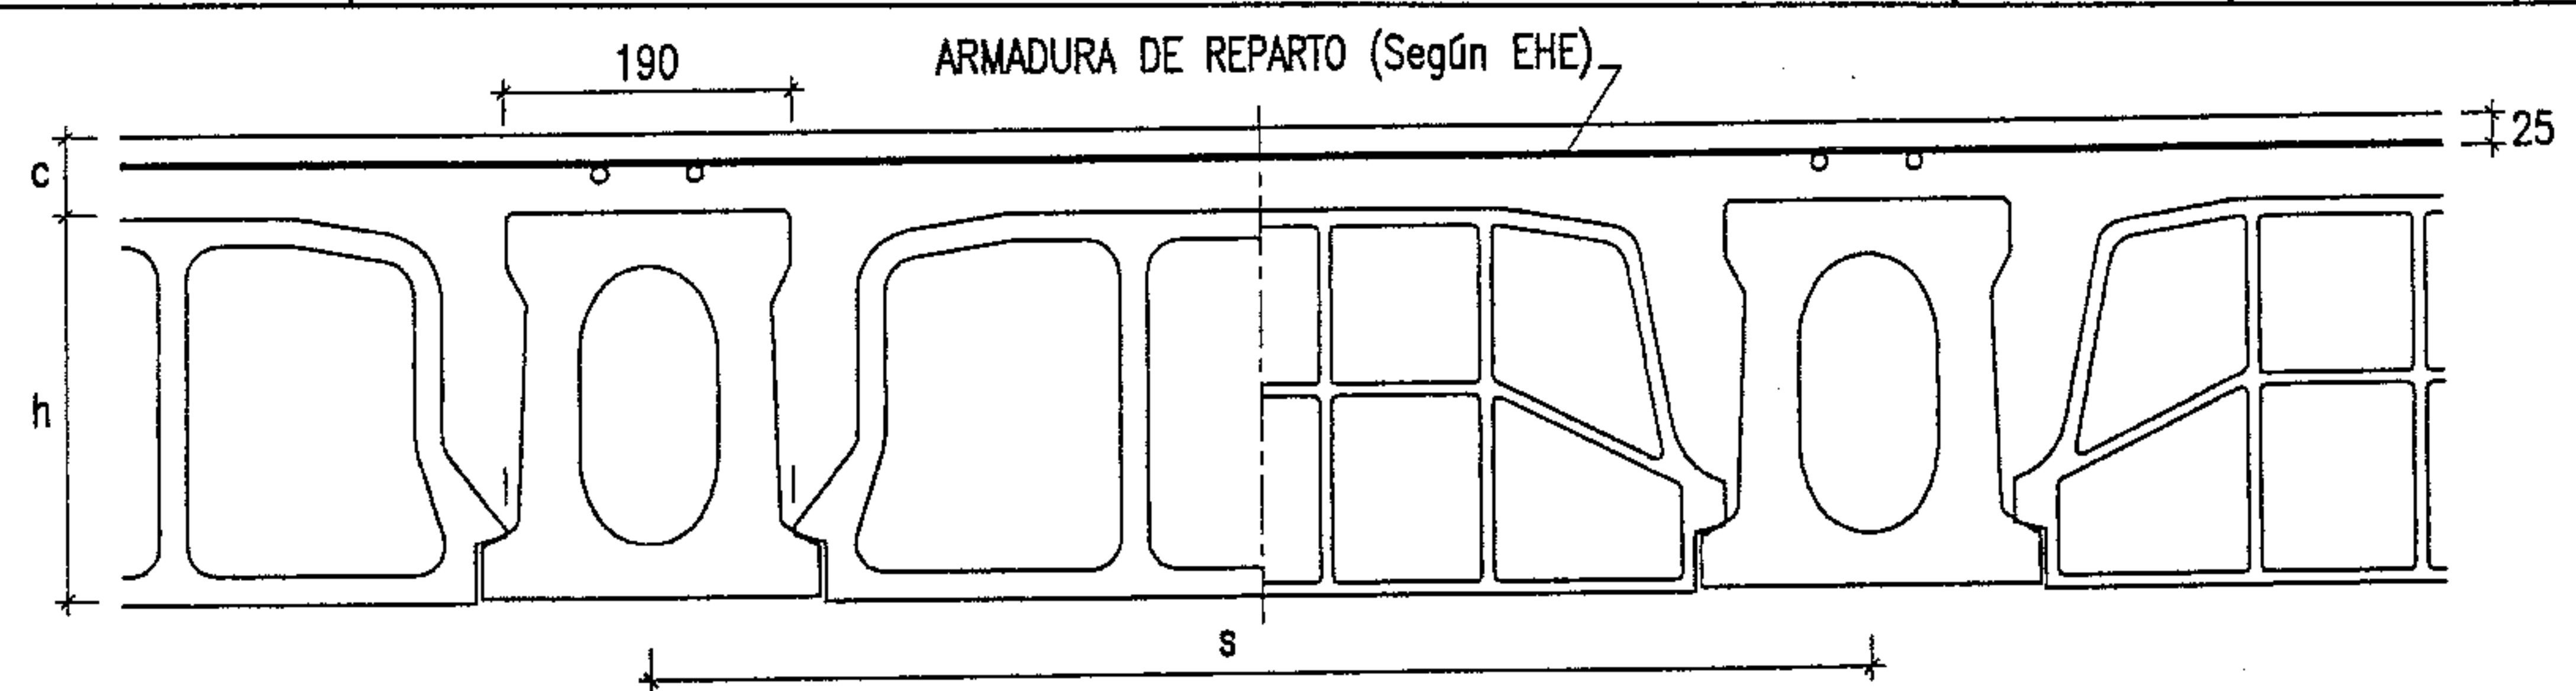 190
ARMADURA DE REPARTO (Según EHE)
25
c
h
s